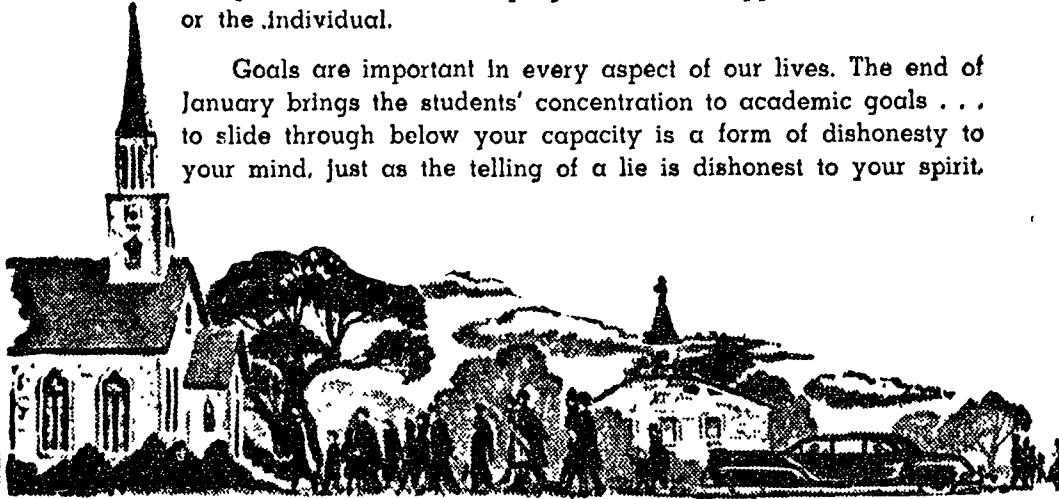 or the .individual.
Goals are important in every aspect of our lives. The end of
January brings the students' concentration to academic goals . . .
to slide through below your capacity is a form of dishonesty to
your mind, just as the telling of a lie is dishonest to your spirit.